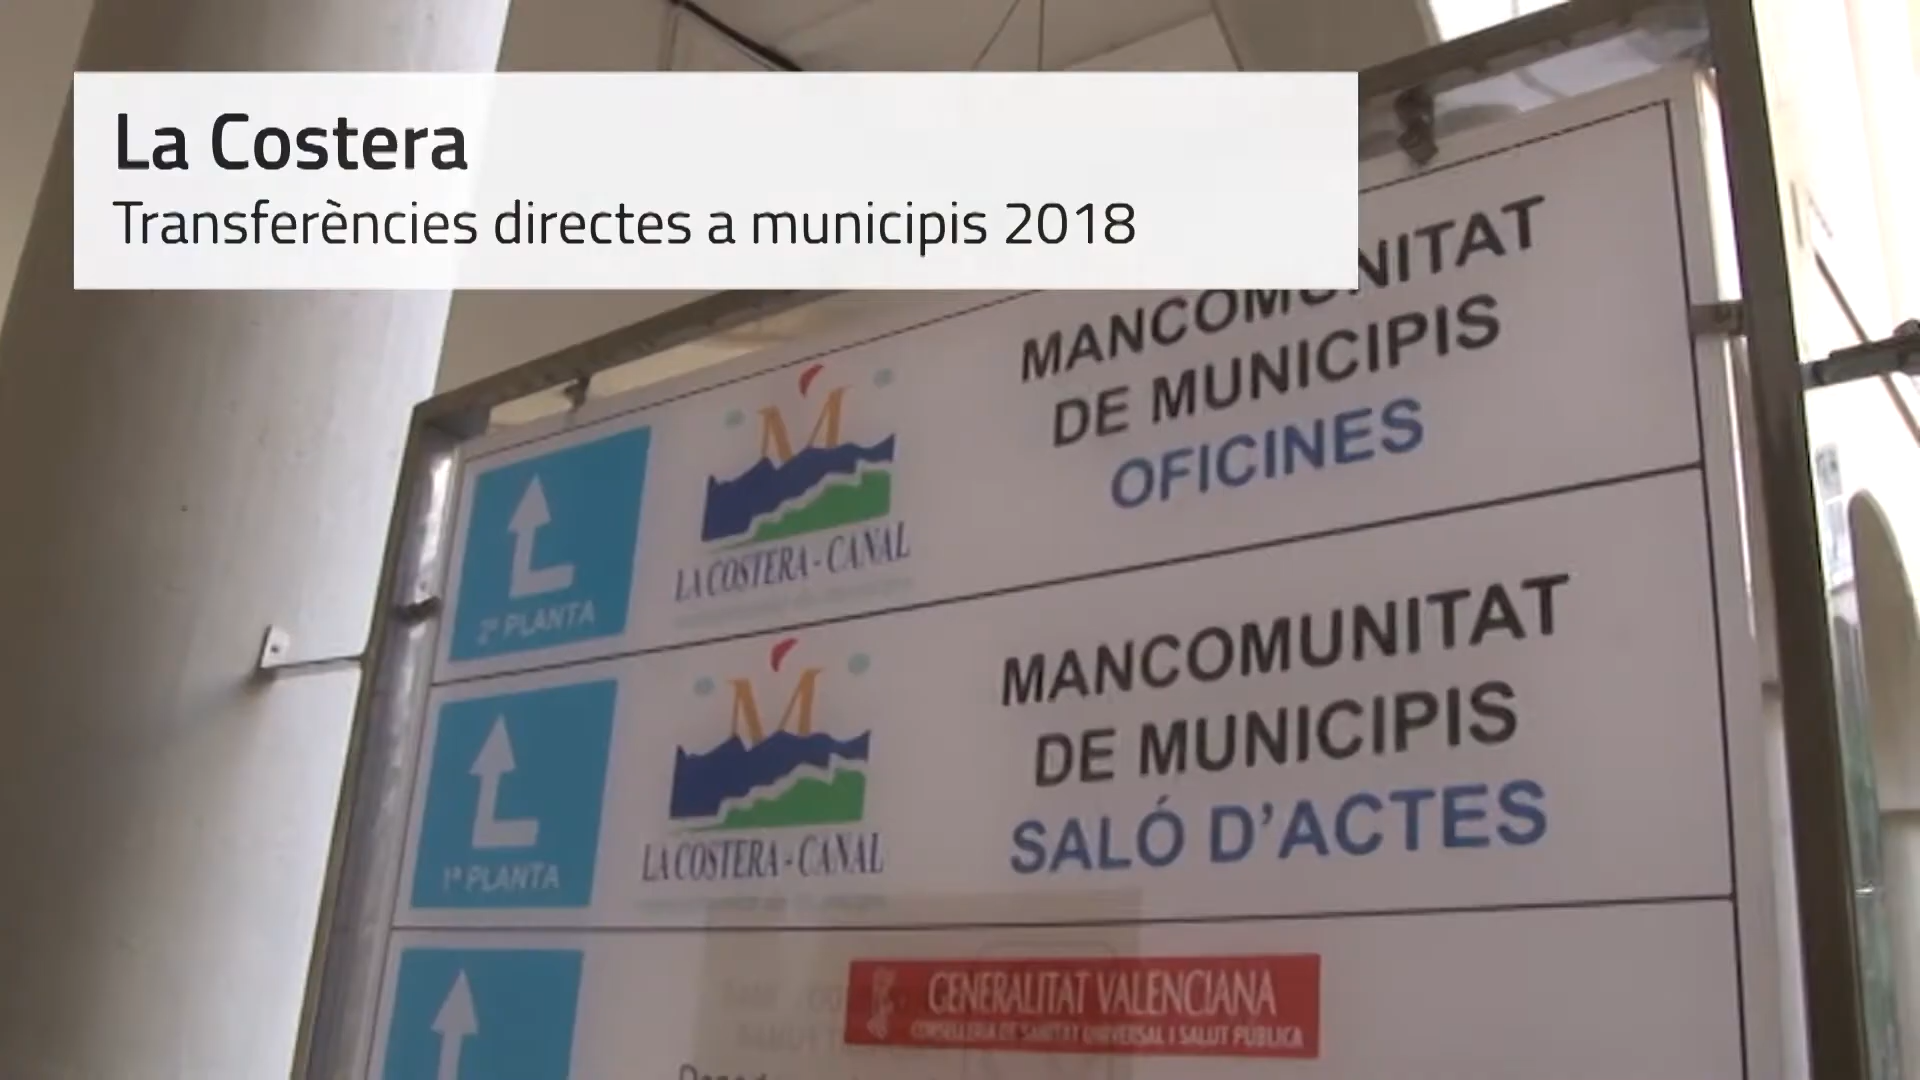 La Costera
Transferències directes a municipis 2018
MANCOMUNITAT
DE MUNICIPIS
OFICINES
2ª PLANTA
LA COSTERA - CANAL
MANCOMUNITAT
DE MUNICIPIS
SALÓ D'ACTES
1ª PLANTA
LA COSTERA - CANAL
GENERALITAT VALENCIANA
CONSELLERIA DE SANITAT UNIVERSAL I SALUT PÚBLICA